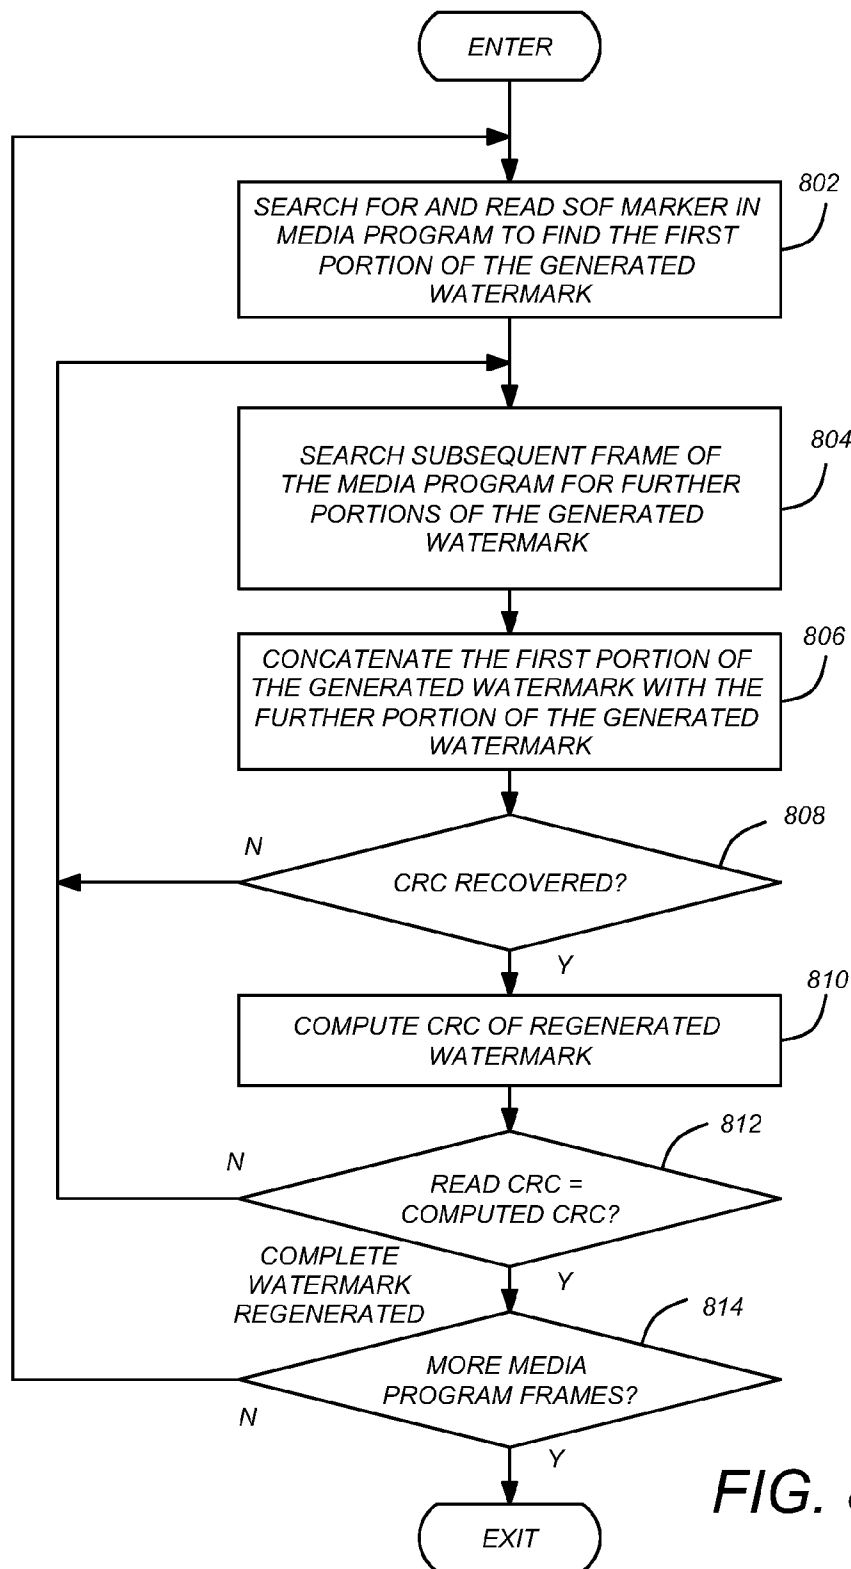 ENTER
802
SEARCH FOR AND READ SOF MARKER IN
MEDIA PROGRAM TO FIND THE FIRST
PORTION OF THE GENERATED
WATERMARK
804
SEARCH SUBSEQUENT FRAME OF
THE MEDIA PROGRAM FOR FURTHER
PORTIONS OF THE GENERATED
WATERMARK
806
CONCATENATE THE FIRST PORTION OF
THE GENERATED WATERMARK WITH THE
FURTHER PORTION OF THE GENERATED
WATERMARK
808
N
CRC RECOVERED?
Y
810
COMPUTE CRC OF REGENERATED
WATERMARK
812
N
READ CRC =
COMPUTED CRC?
COMPLETE
WATERMARK
REGENERATED
Y
814
MORE MEDIA
PROGRAM FRAMES?
N
Y
FIG.
EXIT